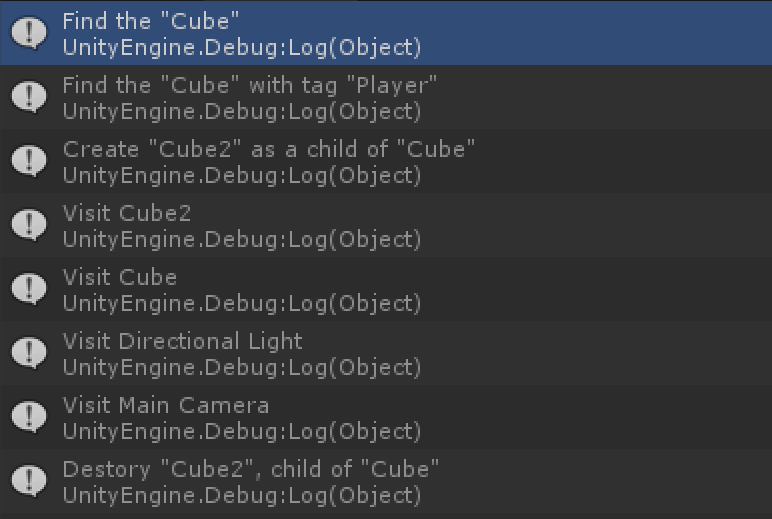 Find the "Cube"
UnityEngine.Debug:Log(Object)
Find the "Cube" with tag "Player"
UnityEngine.Debug:Log(Object)
Create "Cube2" as a child of "Cube"
UnityEngine.Debug:Log(Object)
Visit Cube2
UnityEngine.Debug:Log(Object)
Visit Cube
UnityEngine.Debug:Log(Object)
Visit Directional Light
UnityEngine.Debug:Log(Object)
Visit Main Camera
UnityEngine.Debug:Log(Object)
Destory "Cube2", child of "Cube"
UnityEngine.Debug:Log(Object)